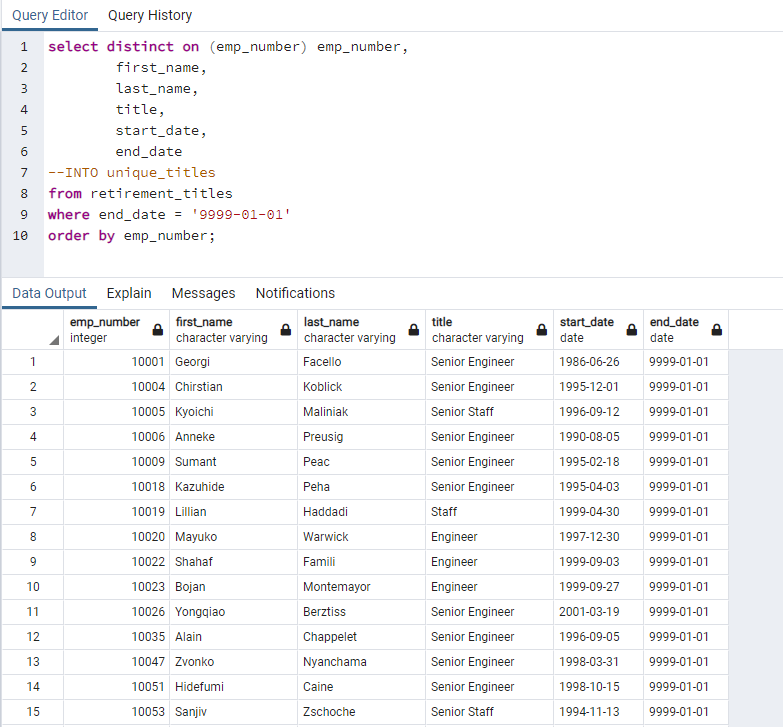 Query Editor Query History
1 select distinct on (emp_number) emp_number,
2 first_name,
3 last_name,
4 title,
5 start_date,
6 end_date
7 --INTO unique_titles
8 from retirement_titles
9 where end_date = '9999-01-01'
10 order by emp_number;
Data Output Explain Messages Notifications
emp_number first_name last_name title start_date end_date
integer character varying character varying character varying date date
1 10001 Georgi Facello Senior Engineer 1986-06-26 9999-01-01
2 10004 Chirstian Koblick Senior Engineer 1995-12-01 9999-01-01
3 10005 Kyoichi Maliniak Senior Staff 1996-09-12 9999-01-01
4 10006 Anneke Preusig Senior Engineer 1990-08-05 9999-01-01
5 10009 Sumant Peac Senior Engineer 1995-02-18 9999-01-01
6 10018 Kazuhide Peha Senior Engineer 1995-04-03 9999-01-01
7 10019 Lillian Haddadi Staff 1999-04-30 9999-01-01
8 10020 Mayuko Warwick Engineer 1997-12-30 9999-01-01
9 10022 Shahaf Famili Engineer 1999-09-03 9999-01-01
10 10023 Bojan Montemayor Engineer 1999-09-27 9999-01-01
11 10026 Yongqiao Berztiss Senior Engineer 2001-03-19 9999-01-01
12 10035 Alain Chappelet Senior Engineer 1996-09-05 9999-01-01
13 10047 Zvonko Nyanchama Senior Engineer 1998-03-31 9999-01-01
14 10051 Hidefumi Caine Senior Engineer 1998-10-15 9999-01-01
15 10053 Sanjiv Zschoche Senior Staff 1994-11-13 9999-01-01